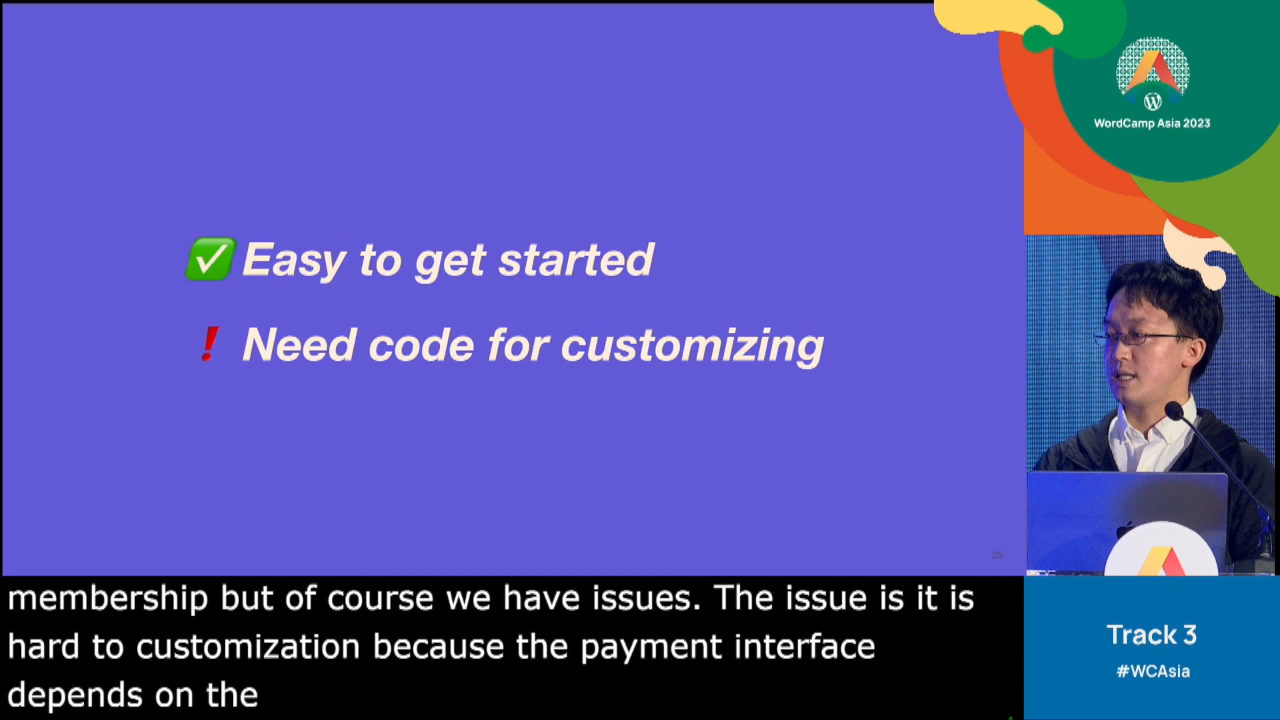 WordCamp Asia 2023
Easy to get started
Need code for customizing
29
membership but of course we have issues. The issue is it is
hard to customization because the payment interface
depends on the
Track 3
#WCAsia